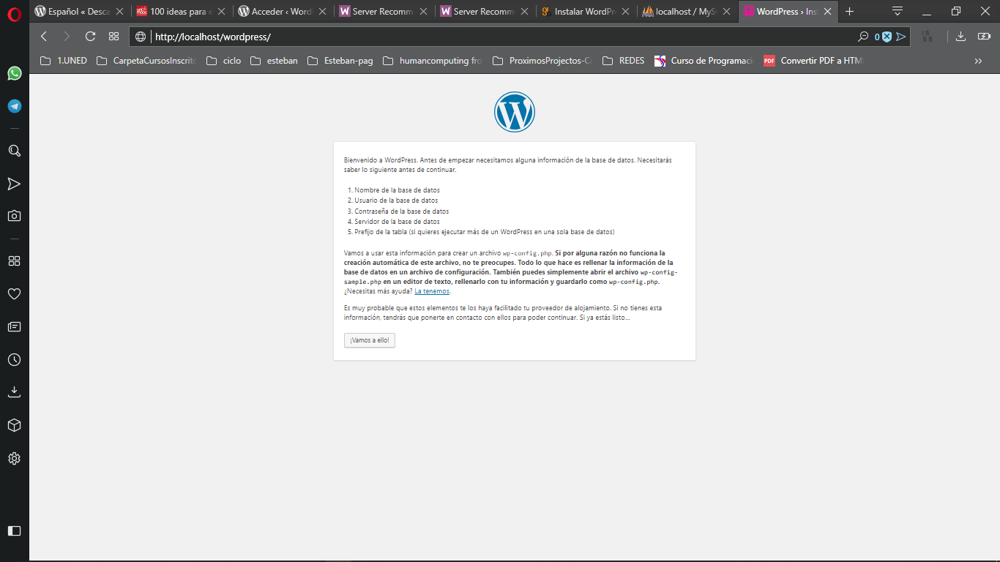 Español « Desca
100 ideas para e
Acceder ‹ Word
Server Recomm
Server Recomm
Instalar WordPr
localhost / MyS
WordPress › Ins
http://localhost/wordpress/
0
1.UNED
CarpetaCursosInscrito
ciclo
esteban
Esteban-pag
humancomputing fro
ProximosProjectos-Ca
REDES
Curso de Programaci
PDF
Convertir PDF a HTM
Bienvenido a WordPress. Antes de empezar necesitamos alguna información de la base de datos. Necesitarás
saber lo siguiente antes de continuar.
1. Nombre de la base de datos
2. Usuario de la base de datos
3. Contraseña de la base de datos
4. Servidor de la base de datos
5. Prefijo de la tabla (si quieres ejecutar más de un WordPress en una sola base de datos)
Vamos a usar esta información para crear un archivo wp-config.php. Si por alguna razón no funciona la
creación automática de este archivo, no te preocupes. Todo lo que hace es rellenar la información de la
base de datos en un archivo de configuración. También puedes simplemente abrir el archivo wp-config-
sample.php en un editor de texto, rellenarlo con tu información y guardarlo como wp-config.php.
¿Necesitas más ayuda? La tenemos.
Es muy probable que estos elementos te los haya facilitado tu proveedor de alojamiento. Si no tienes esta
información, tendrás que ponerte en contacto con ellos para poder continuar. Si ya estás listo...
¡Vamos a ello!